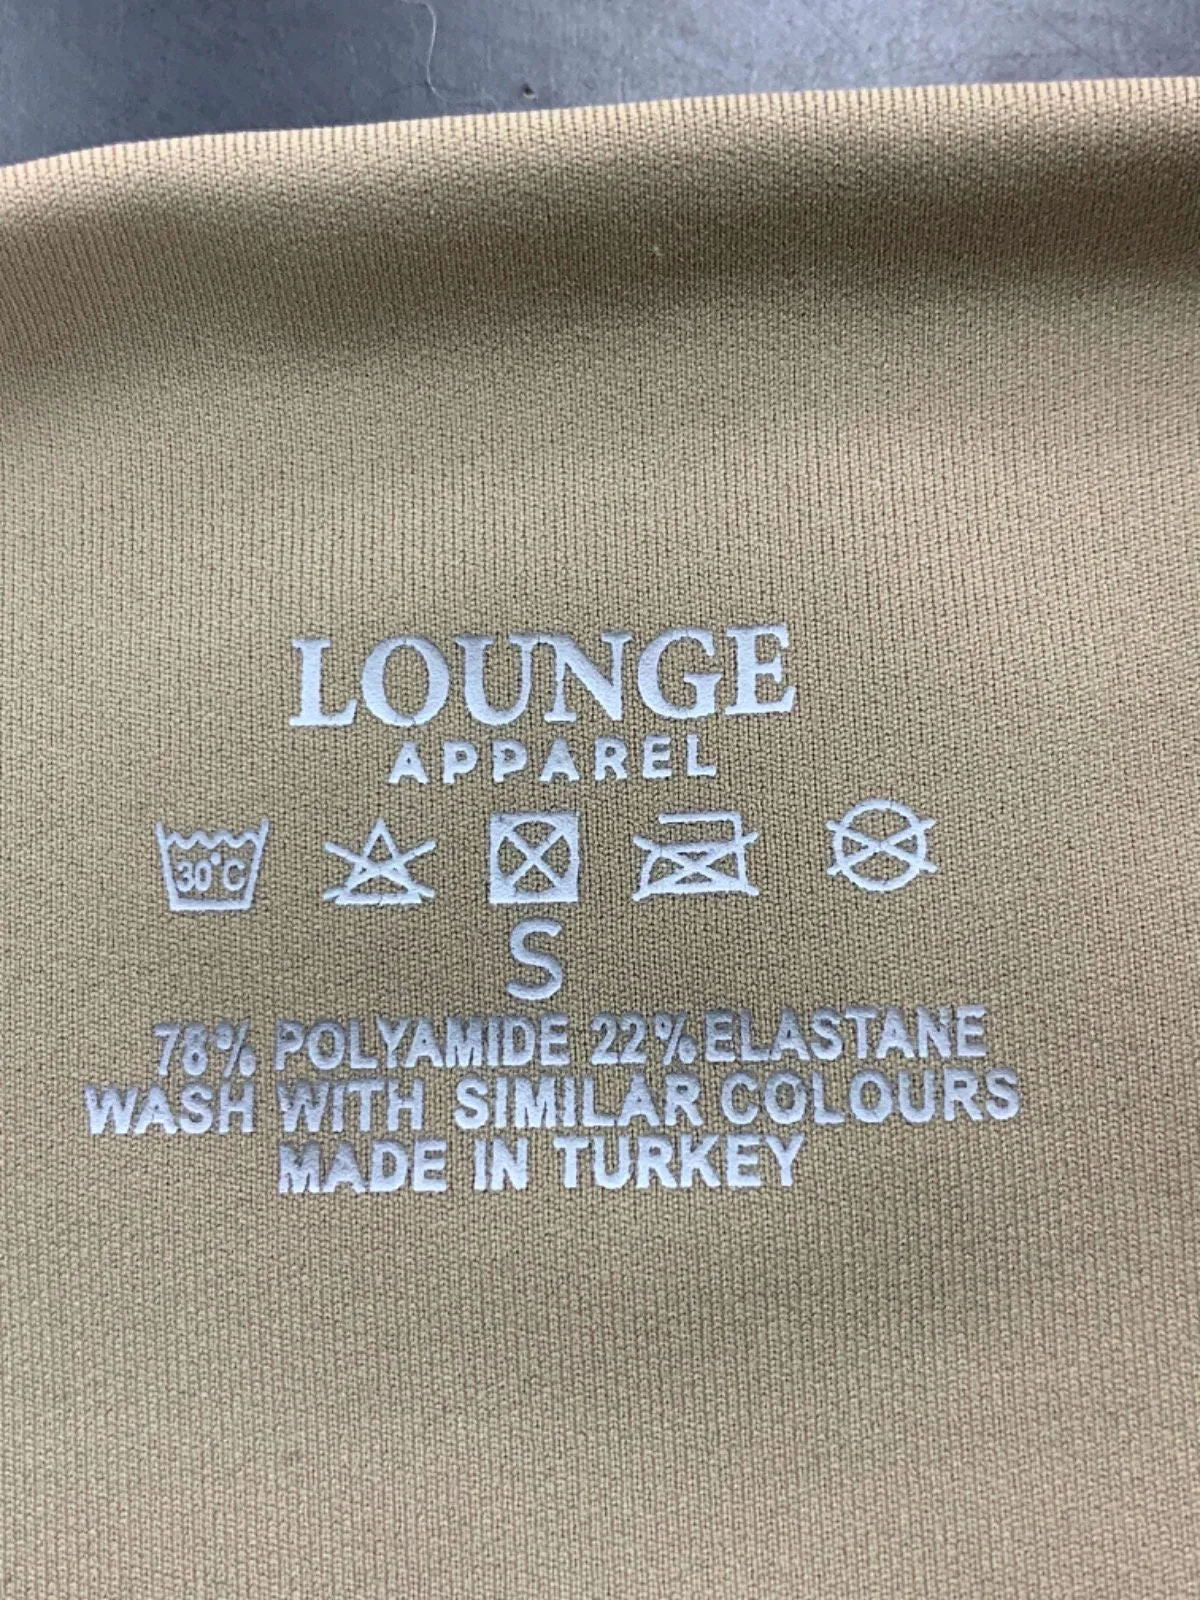 LOUNGE
APPAREL
30°C
S
78% POLYAMIDE 22% ELASTANE
WASH WITH SIMILAR COLOURS
MADE IN TURKEY